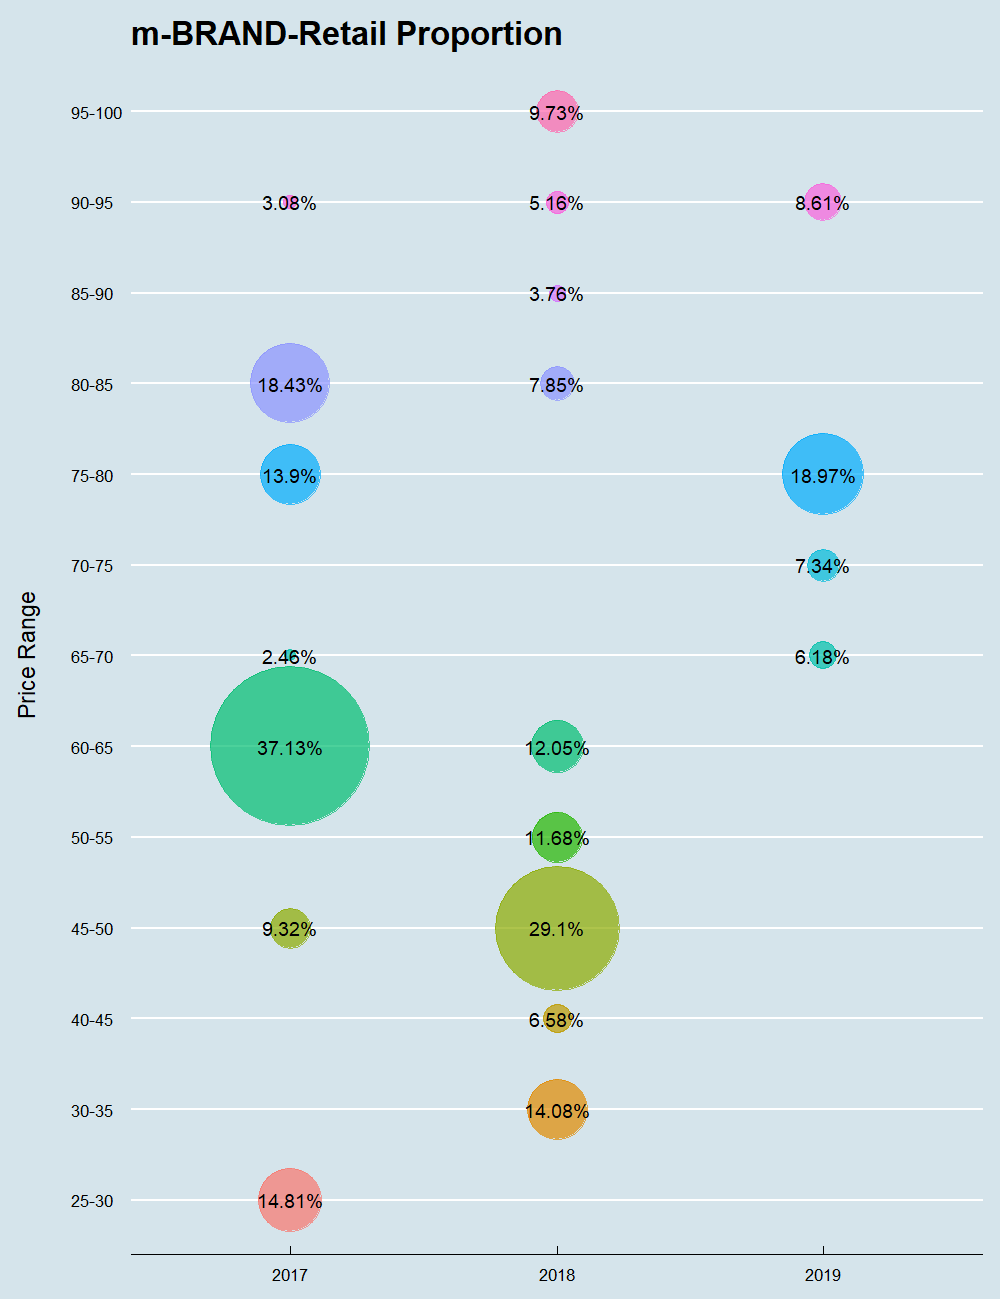 m-BRAND-Retail Proportion
95-100 9.73%
90-95 3.08% 5.16% 8.61%
85-90 3.76%
80-85 18.43% 7.85%
75-80 13.9% 18.97%
70-75 7.34%
65-70 2.46% 6.18%
Price Range
60-65 37.13% 12.05%
50-55 11.68%
45-50 9.32% 29.1%
40-45 6.58%
30-35 14.08%
25-30 14.81%
2017 2018 2019